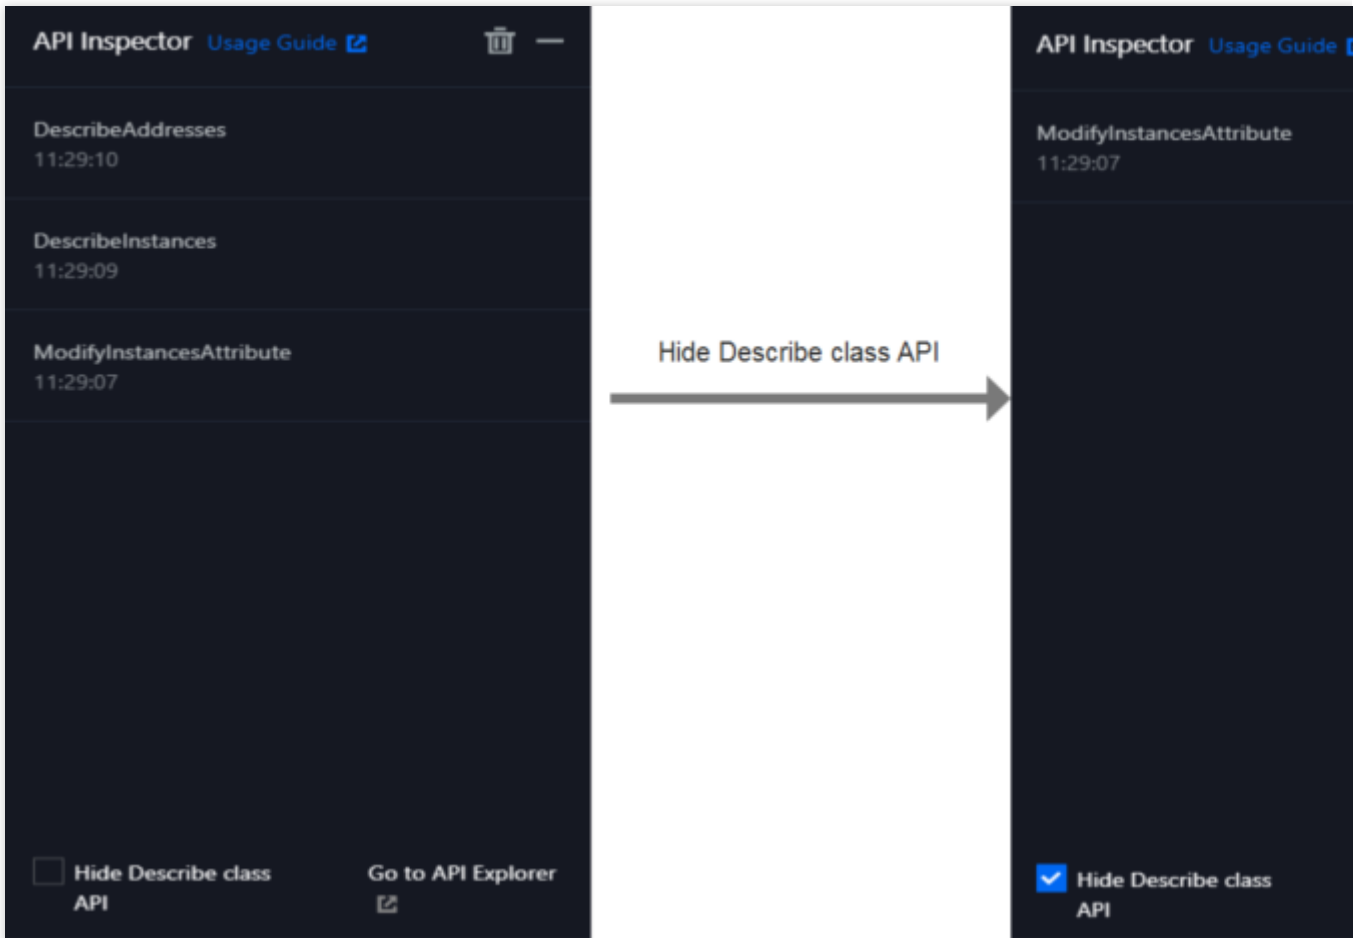 API Inspector Usage Guide
DescribeAddresses
11:29:10
DescribeInstances
11:29:09
ModifyInstancesAttribute
11:29:07
Hide Describe class
API
Go to API Explorer
Hide Describe class API
API Inspector Usage Guide
ModifyInstancesAttribute
11:29:07
Hide Describe class
API